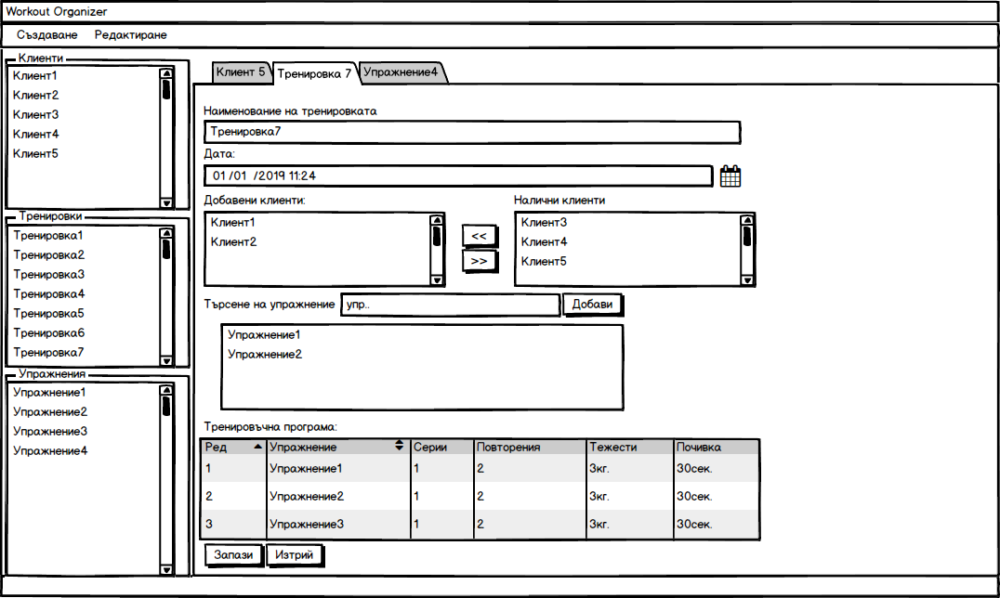 Workout Organizer
Създаване Редактиране
Клиенти
Клиент1
Клиент2
Клиент3
Клиент4
Клиент5
Тренировки
Тренировка1
Тренировка2
Тренировка3
Тренировка4
Тренировка5
Тренировка6
Тренировка7
Упражнения
Упражнение1
Упражнение2
Упражнение3
Упражнение4
Клиент 5 Тренировка 7 Упражнение4
Наименование на тренировката
Тренировка7
Дата:
01 /01 /2019 11:24
Добавени клиенти:
Клиент1
Клиент2
<<
>>
Налични клиенти
Клиент3
Клиент4
Клиент5
Търсене на упражнение упр.. Добави
Упражнение1
Упражнение2
Тренировъчна програма:
Ред Упражнение Серии Повторения Тежести Почивка
1 Упражнение1 1 2 3кг. 30сек.
2 Упражнение2 1 2 3кг. 30сек.
3 Упражнение3 1 2 3кг. 30сек.
Запази Изтрий